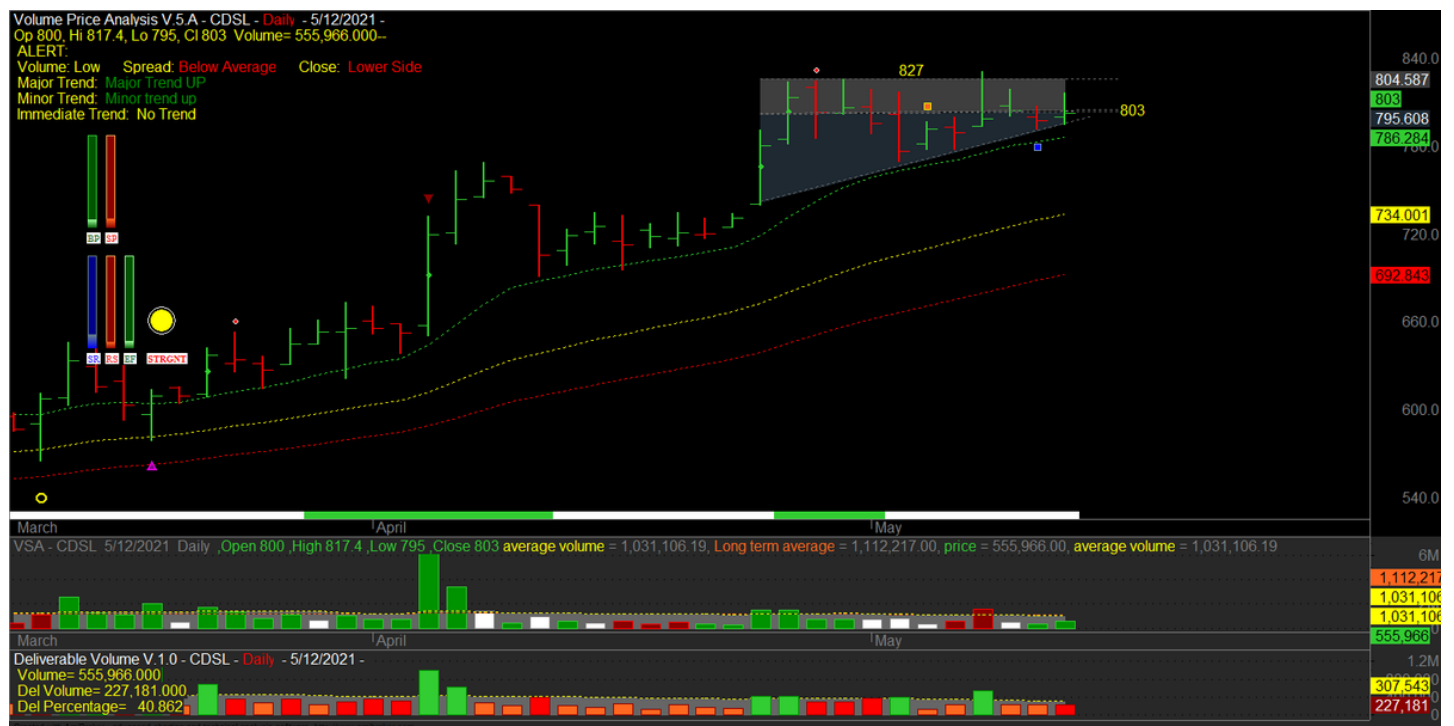 Volume Price Analysis V.5.A - CDSL - Daily - 5/12/2021 -
Op 800, Hi 817.4, Lo 795, Cl 803 Volume= 555,966.000--
ALERT:
Volume: Low Spread: Below Average Close: Lower Side
Major Trend: Major Trend UP
Minor Trend: Minor trend up
Immediate Trend: No Trend
BP SP
SR RS EF STRGNT
827
803
840.0
804.587
803
795.608
786.284
780.0
734.001
720.0
692.843
660.0
600.0
540.0
March April May
VSA - CDSL 5/12/2021 Daily ,Open 800 ,High 817.4 ,Low 795 ,Close 803 average volume = 1,031,106.19, Long term average = 1,112,217.00, price = 555,966.00, average volume = 1,031,106.19
6M
1,112,217
1,031,106
1,031,106
555,966
March April May
Deliverable Volume V.1.0 - CDSL - Daily - 5/12/2021 -
Volume= 555,966.000
Del Volume= 227,181.000
Del Percentage= 40.862
1.2M
307,543
227,181
0